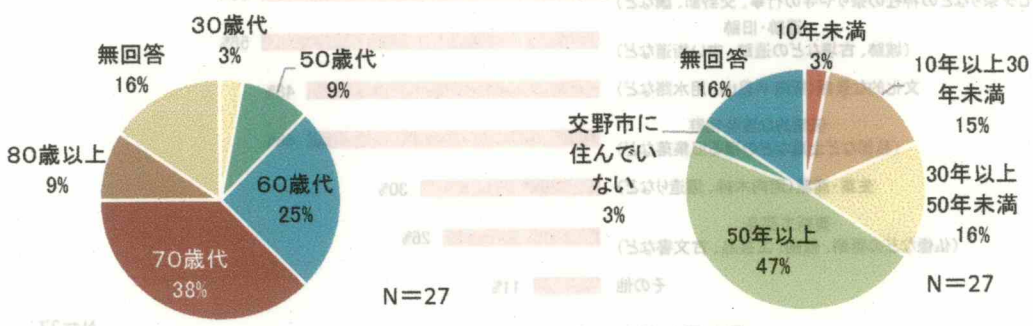 30歳代
3%
50歳代
9%
60歳代
25%
70歳代
38%
80歳以上
9%
無回答
16%
N=27
10年未満
3%
10年以上30
年未満
15%
30年以上
50年未満
16%
50年以上
47%
交野市に
住んでい
ない
3%
無回答
16%
N=27